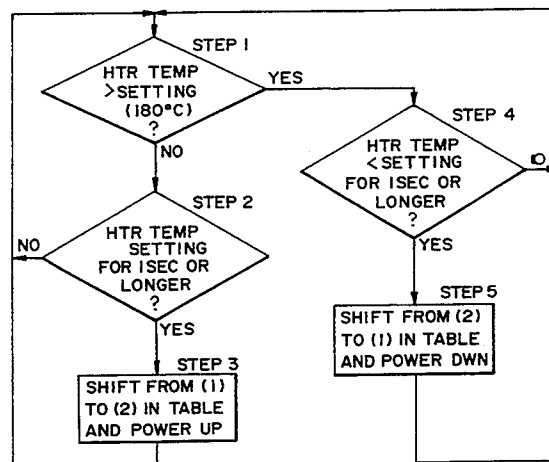 STEP 1
HTR TEMP
>SETTING
(180°C)
?
YES
NO
STEP 4
HTR TEMP
<SETTING
FOR 1SEC OR
LONGER
?
YES
STEP 2
HTR TEMP
SETTING
FOR 1SEC OR
LONGER
?
NO
YES
STEP 5
SHIFT FROM (2)
TO (1) IN TABLE
AND POWER DWN
STEP 3
SHIFT FROM (1)
TO (2) IN TABLE
AND POWER UP